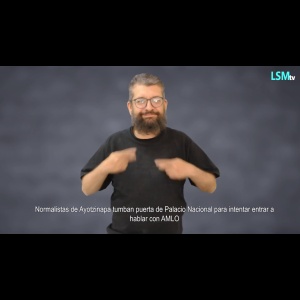 LSMtv
Normalistas de Ayotzinapa tumban puerta de Palacio Nacional para intentar entrar a
hablar con AMLO